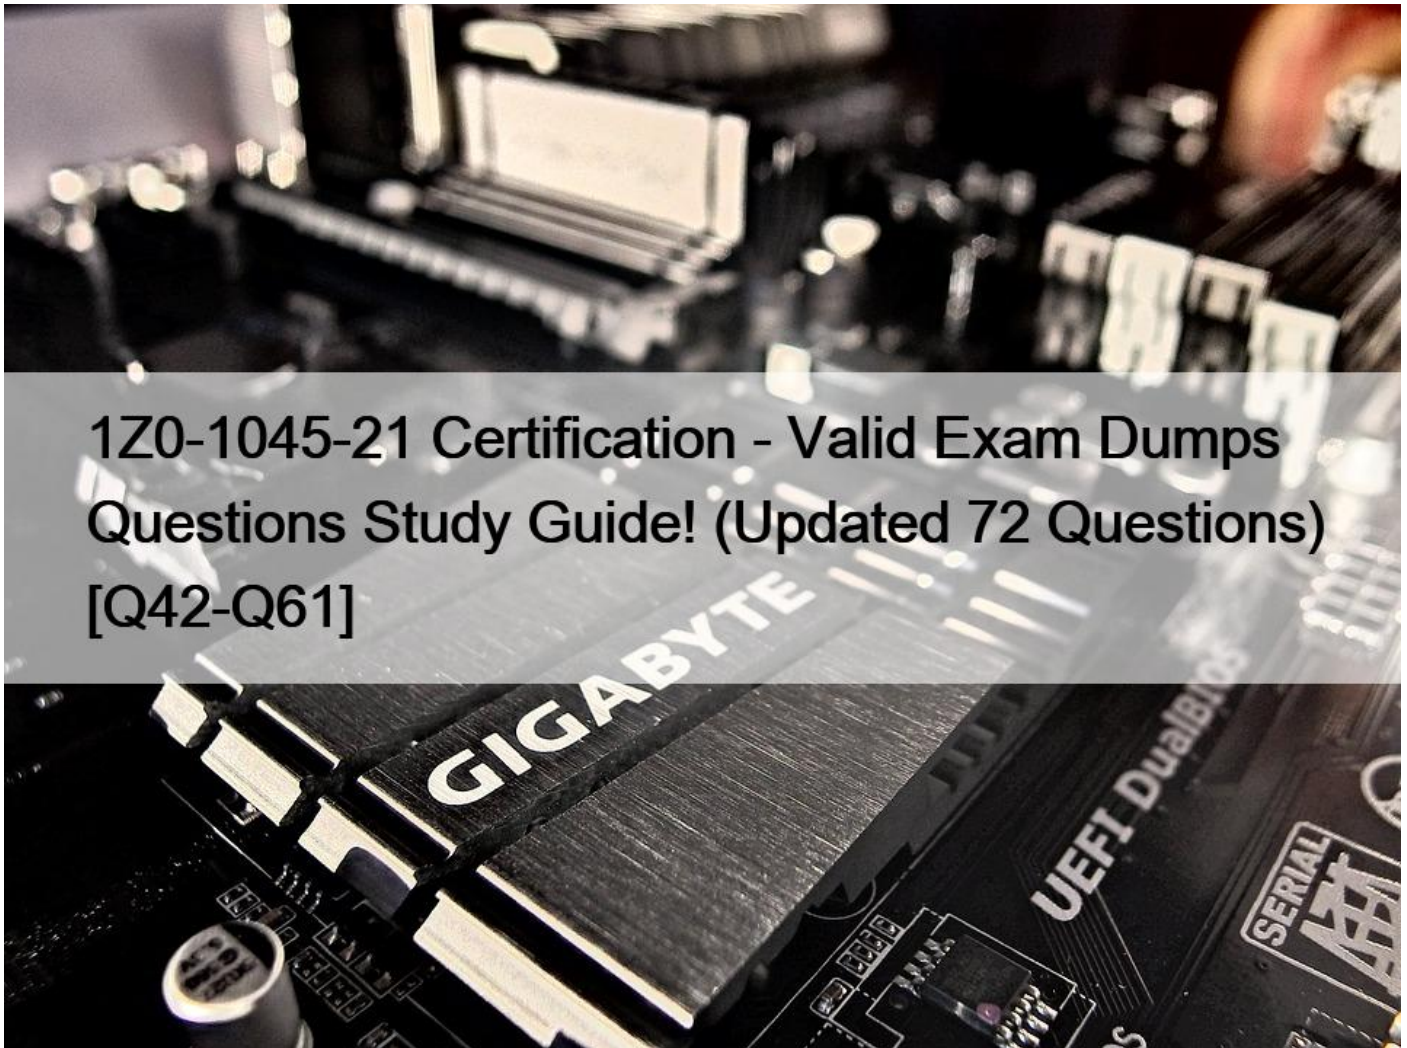 1Z0-1045-21 Certification - Valid Exam Dumps
Questions Study Guide! (Updated 72 Questions)
[Q42-Q61]
GIGABYTE
UEFI DualBIOS
SERIAL